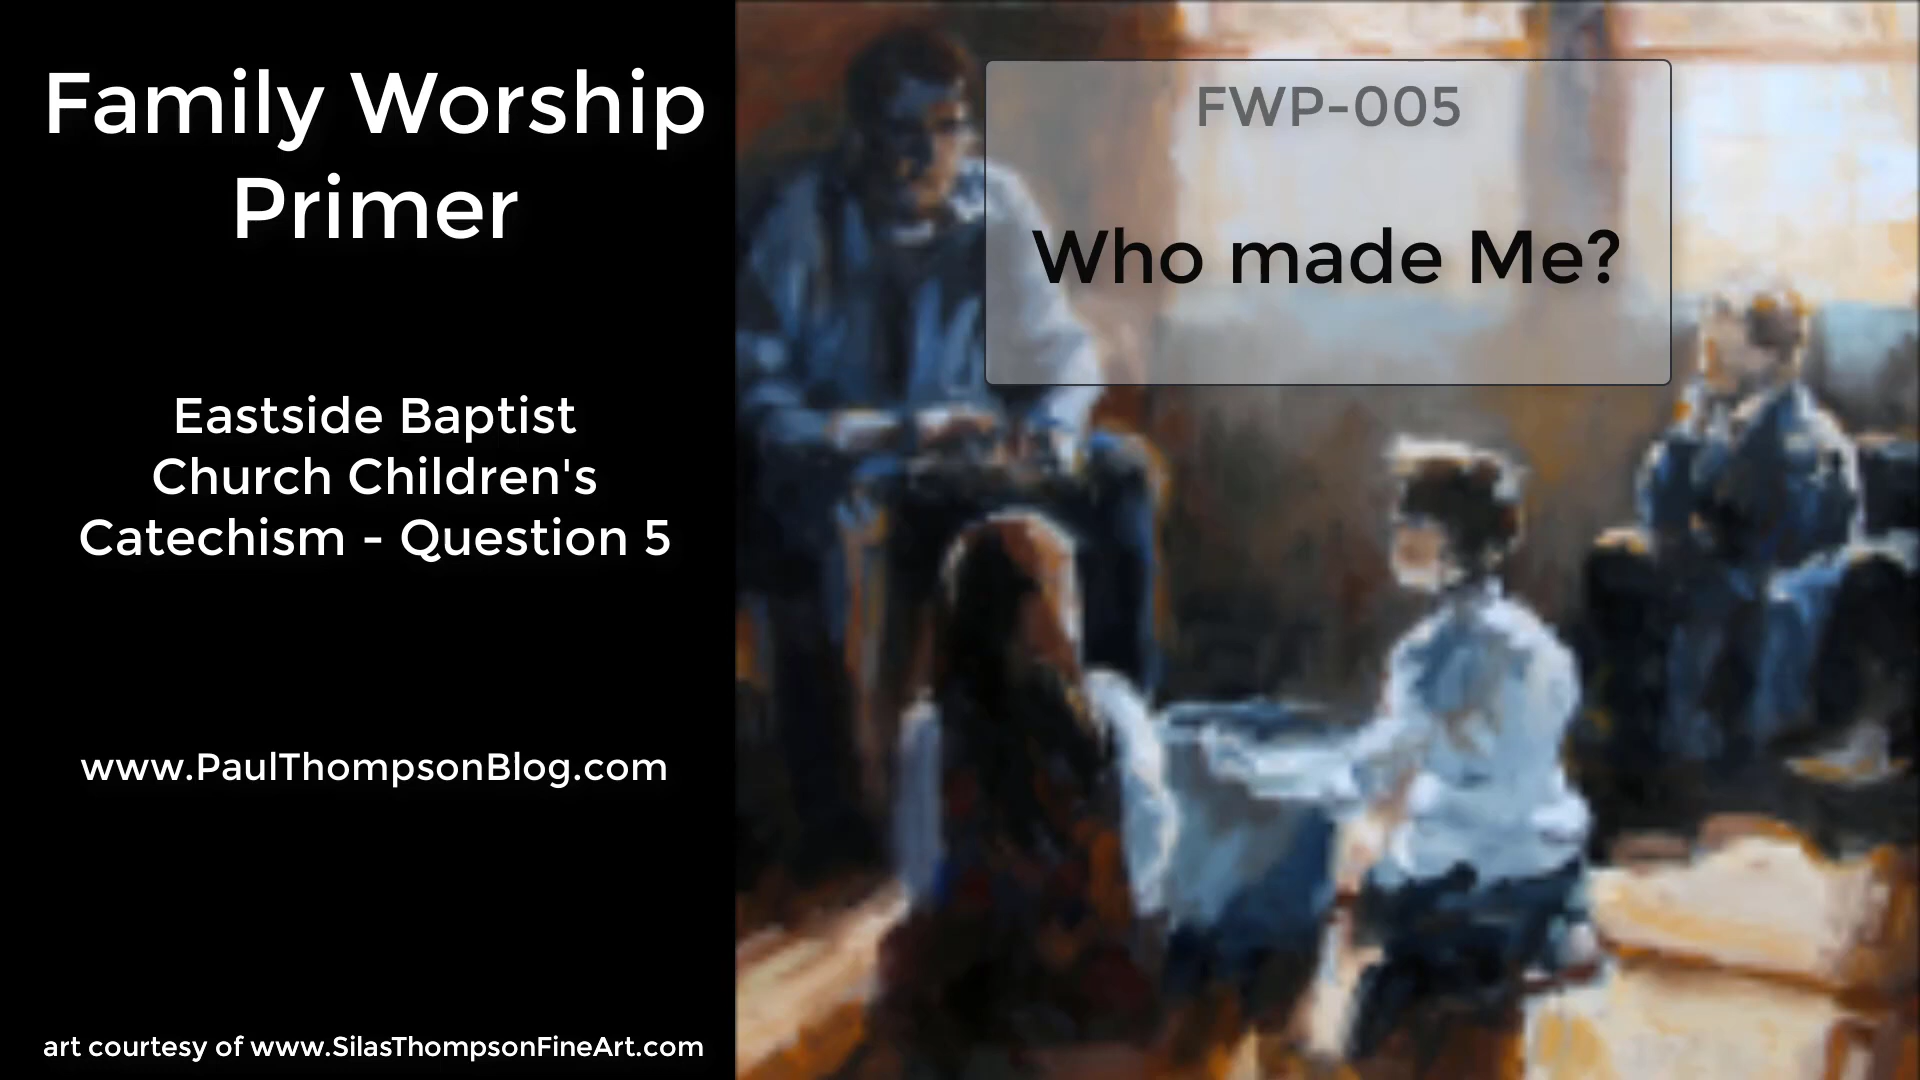 Family Worship
Primer
Eastside Baptist
Church Children's
Catechism - Question 5
www.PaulThompsonBlog.com
art courtesy of www.SilasThompsonFineArt.com
FWP-005
Who made Me?